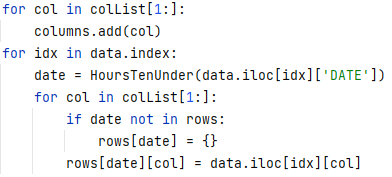 for col in colList[1:]:
    columns.add(col)
for idx in data.index:
    date = HoursTenUnder(data.iloc[idx]['DATE'])
    for col in colList[1:]:
        if date not in rows:
            rows[date] = {}
        rows[date][col] = data.iloc[idx][col]